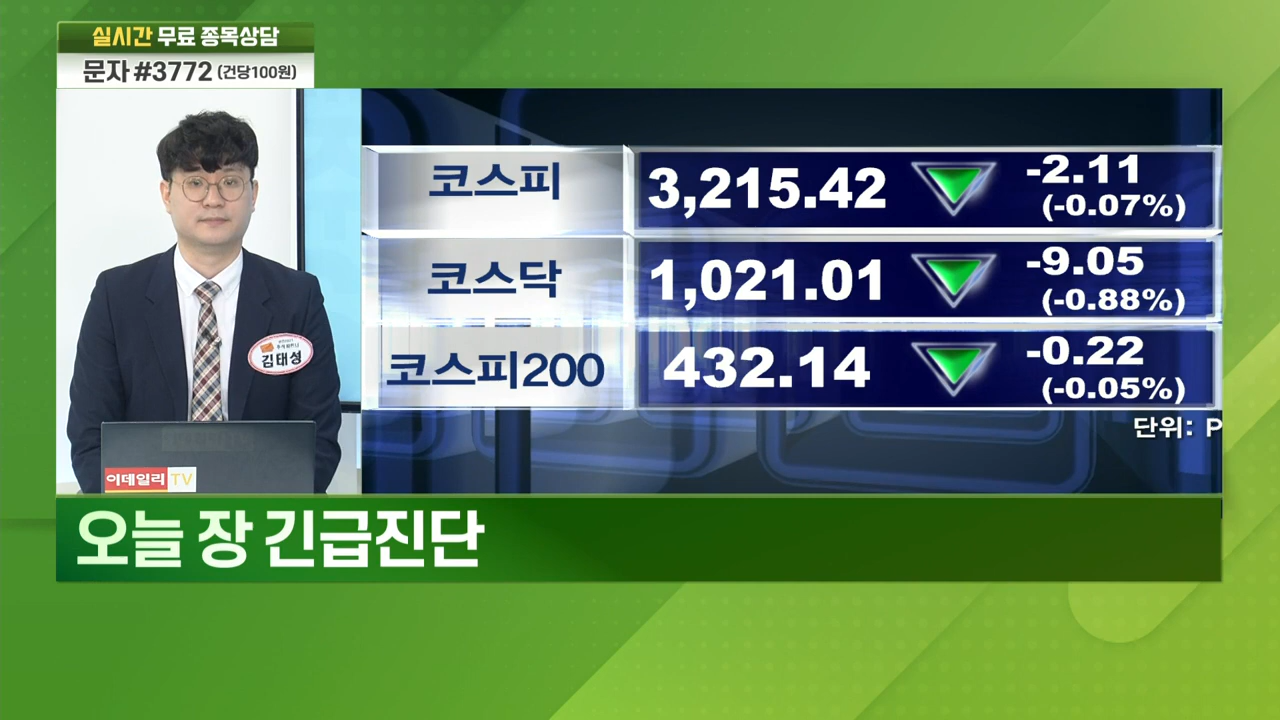 실시간 무료 종목상담
문자 #3772 (건당100원)
코스피 3,215.42 -2.11 (-0.07%)
코스닥 1,021.01 -9.05 (-0.88%)
코스피200 432.14 -0.22 (-0.05%)
단위: P
김태성
이데일리TV
오늘 장 긴급진단